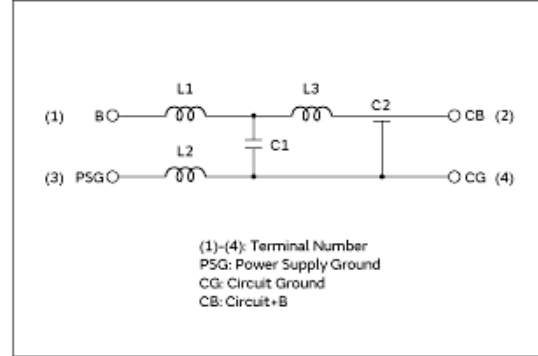 L1
L3
C2
(1) B
CB (2)
C1
L2
(3) PSG
CG (4)
(1)-(4): Terminal Number
PSG: Power Supply Ground
CG: Circuit Ground
CB: Circuit+B